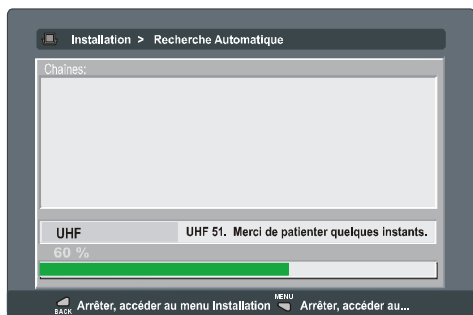 Installation > Recherche Automatique
Chaînes:
UHF
UHF 51. Merci de patienter quelques instants.
60 %
BACK Arrêter, accéder au menu Installation MENU Arrêter, accéder au...